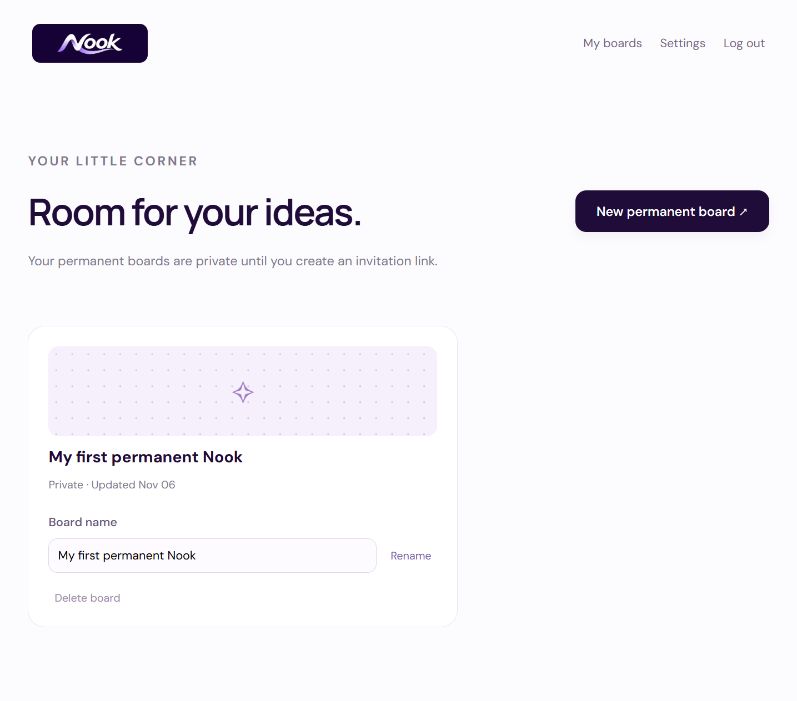 Nook
My boards Settings Log out
YOUR LITTLE CORNER
Room for your ideas.
New permanent board ↗
Your permanent boards are private until you create an invitation link.
My first permanent Nook
Private · Updated Nov 06
Board name
My first permanent Nook
Rename
Delete board